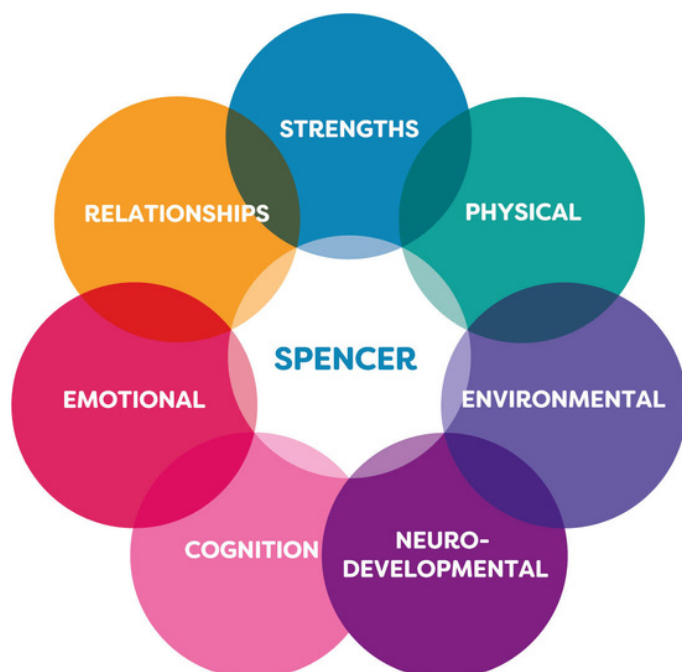 STRENGTHS
PHYSICAL
ENVIRONMENTAL
NEURO-
DEVELOPMENTAL
COGNITION
EMOTIONAL
RELATIONSHIPS
SPENCER